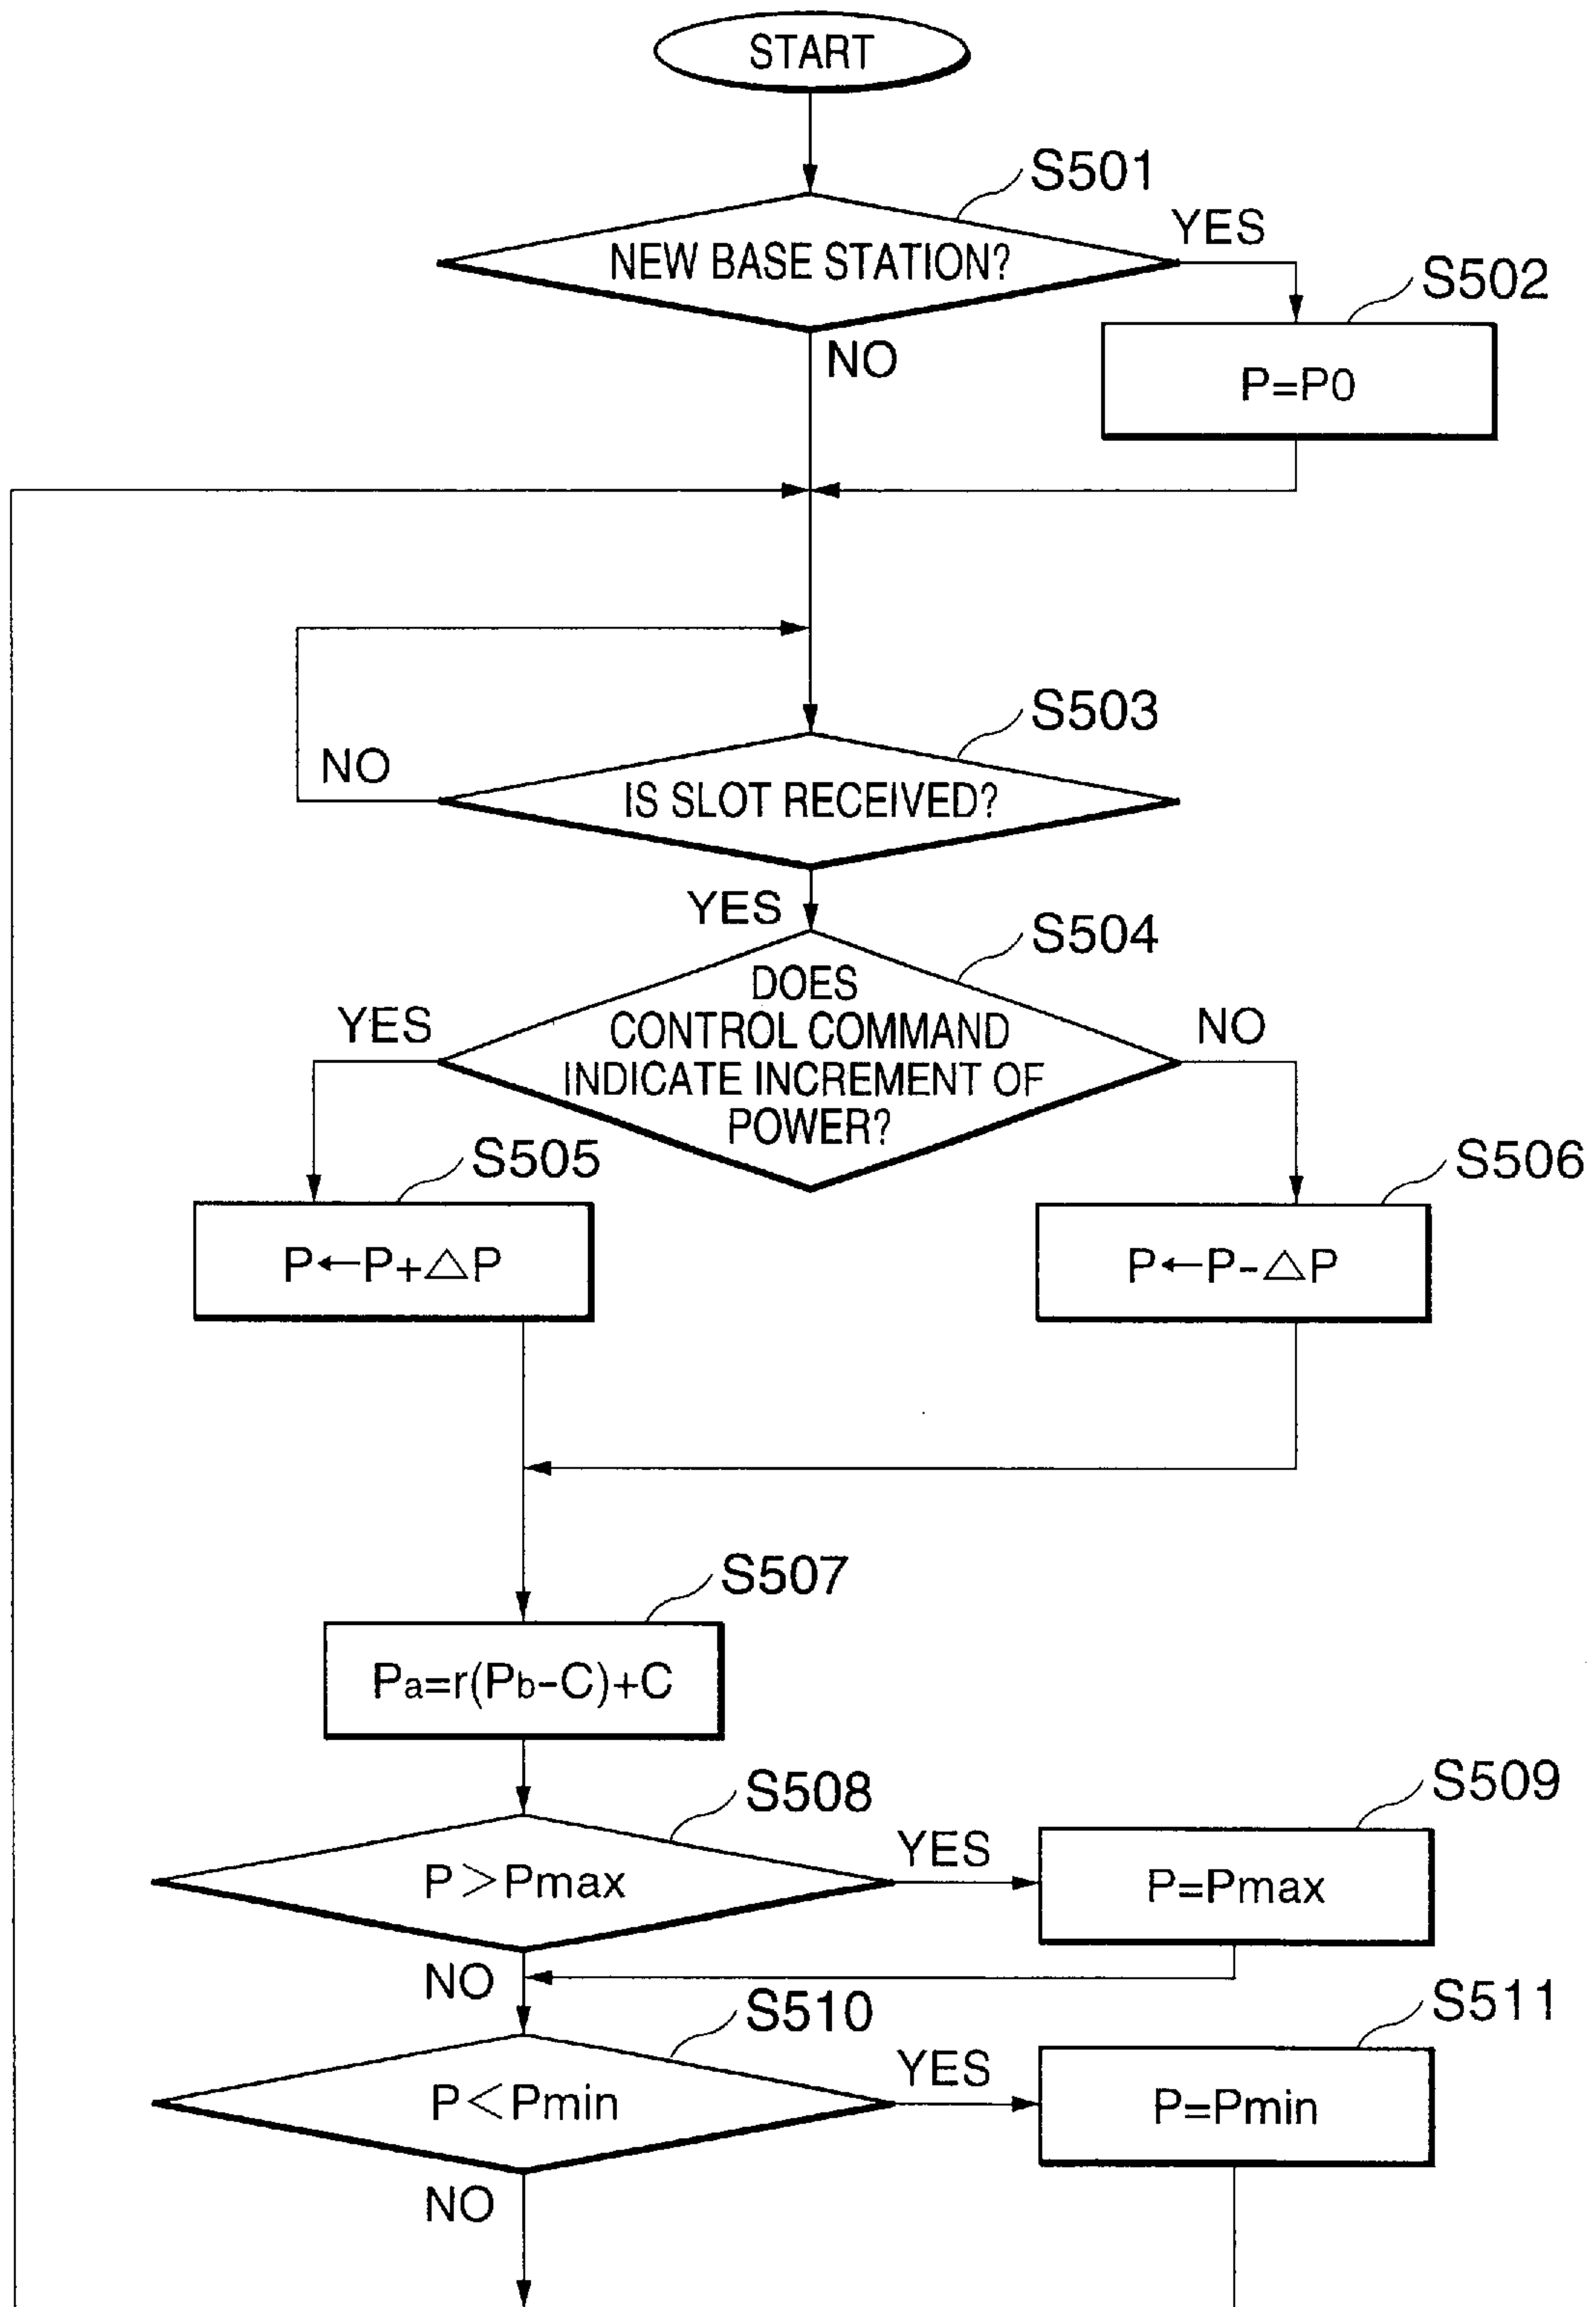 START
S501
YES
NEW BASE STATION?
S502
NO
P=P0
S503
NO
IS SLOT RECEIVED?
YES
S504
DOES
CONTROL COMMAND
INDICATE INCREMENT OF
POWER?
YES
NO
S505
S506
P←P+△P
P←P-△P
S507
Pa=r(Pb-C)+C
S508
S509
YES
P>Pmax
P=Pmax
NO
S510
S511
YES
P<Pmin
P=Pmin
NO